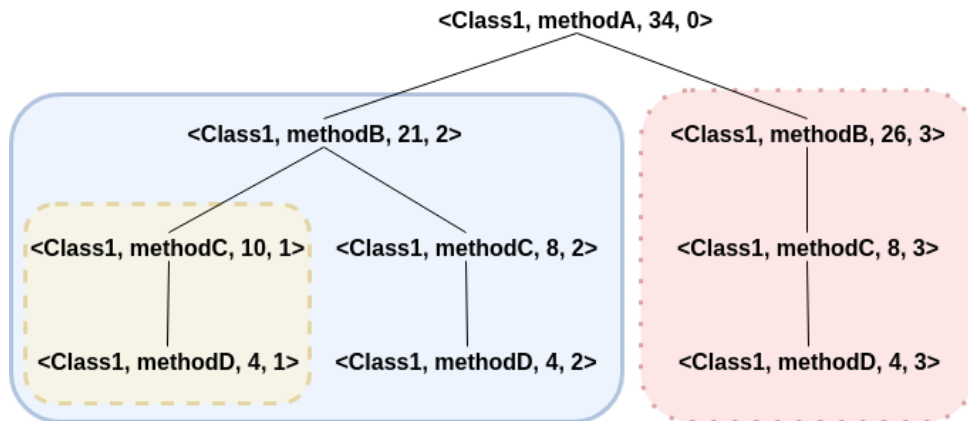 <Class1, methodA, 34, 0>
<Class1, methodB, 21, 2>
<Class1, methodB, 26, 3>
<Class1, methodC, 10, 1>
<Class1, methodC, 8, 2>
<Class1, methodC, 8, 3>
<Class1, methodD, 4, 1>
<Class1, methodD, 4, 2>
<Class1, methodD, 4, 3>